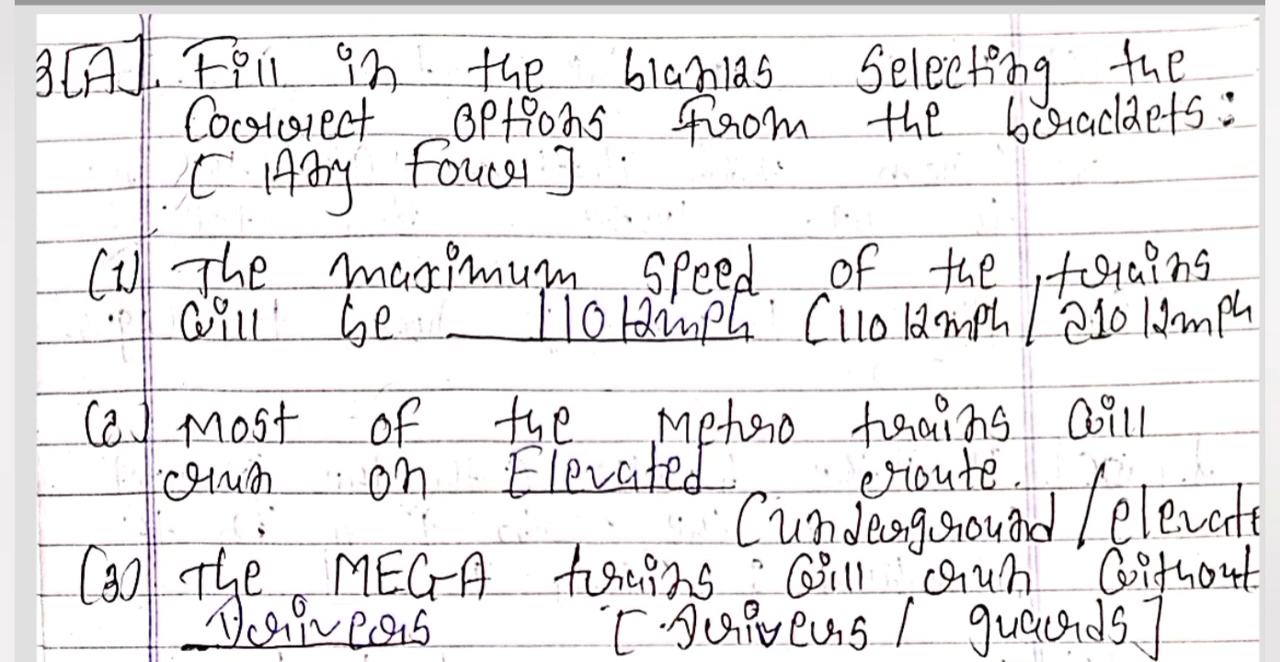 3[A]. Fill in the blanks Selecting the
Correct options from the brackets:
[ Any Four ]
(1) The maximum speed of the trains
will be 110 kmph (110 kmph / 210 kmph
(2) Most of the Metro trains will
run on Elevated route.
(underground / elevate
(3) The MEGA trains will run without
Drivers [ Drivers / guards ]